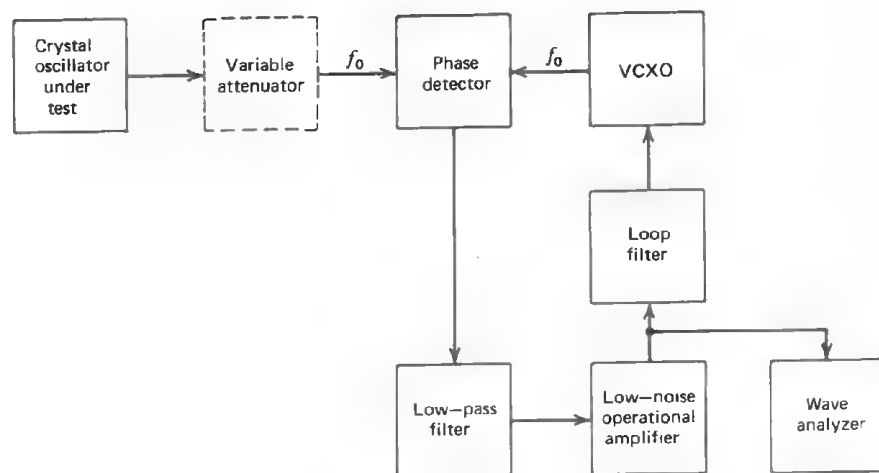 Crystal
oscillator
under
test
Variable
attenuator
f₀
Phase
detector
f₀
VCXO
Loop
filter
Low–pass
filter
Low–noise
operational
amplifier
Wave
analyzer